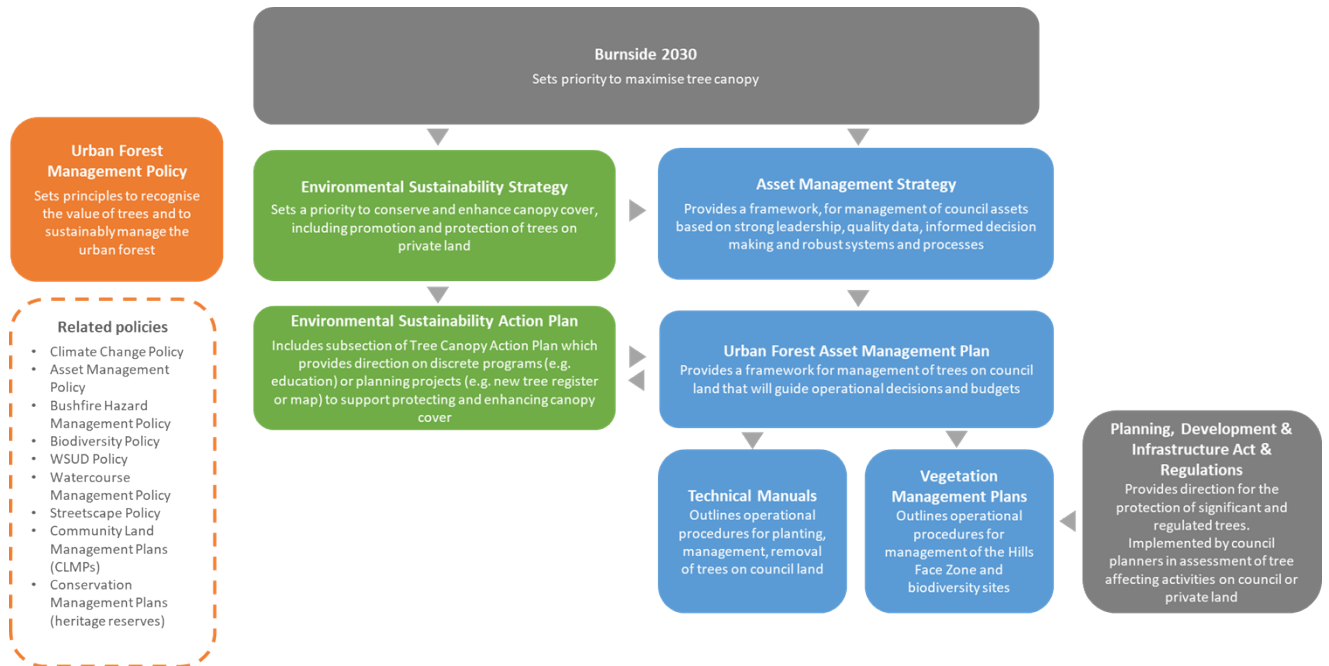 Burnside 2030
Sets priority to maximise tree canopy
Urban Forest
Management Policy
Sets principles to recognise
the value of trees and to
sustainably manage the
urban forest
Environmental Sustainability Strategy
Sets a priority to conserve and enhance canopy cover,
including promotion and protection of trees on
private land
Asset Management Strategy
Provides a framework, for management of council assets
based on strong leadership, quality data, informed decision
making and robust systems and processes
Related policies
• Climate Change Policy
• Asset Management
Policy
• Bushfire Hazard
Management Policy
• Biodiversity Policy
• WSUD Policy
• Watercourse
Management Policy
• Streetscape Policy
• Community Land
Management Plans
(CLMPs)
• Conservation
Management Plans
(heritage reserves)
Environmental Sustainability Action Plan
Includes subsection of Tree Canopy Action Plan which
provides direction on discrete programs (e.g.
education) or planning projects (e.g. new tree register
or map) to support protecting and enhancing canopy
cover
Urban Forest Asset Management Plan
Provides a framework for management of trees on council
land that will guide operational decisions and budgets
Technical Manuals
Outlines operational
procedures for planting,
management, removal
of trees on council land
Vegetation
Management Plans
Outlines operational
procedures for
management of the Hills
Face Zone and
biodiversity sites
Planning, Development &
Infrastructure Act &
Regulations
Provides direction for the
protection of significant and
regulated trees.
Implemented by council
planners in assessment of tree
affecting activities on council or
private land